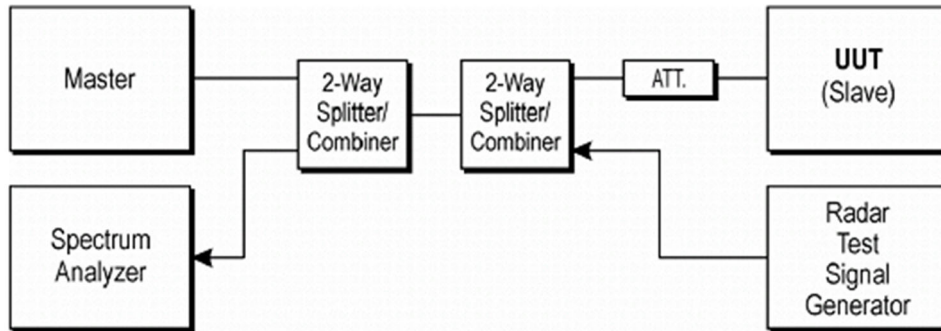 Master
2-Way
Splitter/
Combiner
2-Way
Splitter/
Combiner
ATT.
UUT
(Slave)
Spectrum
Analyzer
Radar
Test
Signal
Generator